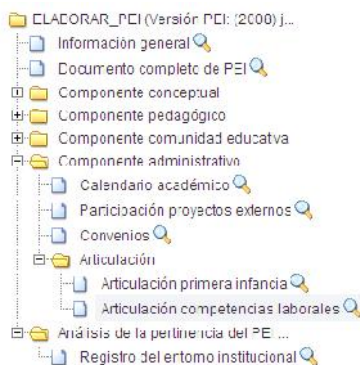 ELABORAR_PEI (Versión PEI: (2000) j...
Información general
Documento completo de PEI
Componente conceptual
Componente pedagógico
Componente comunidad educativa
Componente administrativo
Calendario académico
Participación proyectos externos
Convenios
Articulación
Articulación primera infancia
Articulación competencias laborales
Análisis de la pertinencia del PEI ...
Registro del entorno institucional